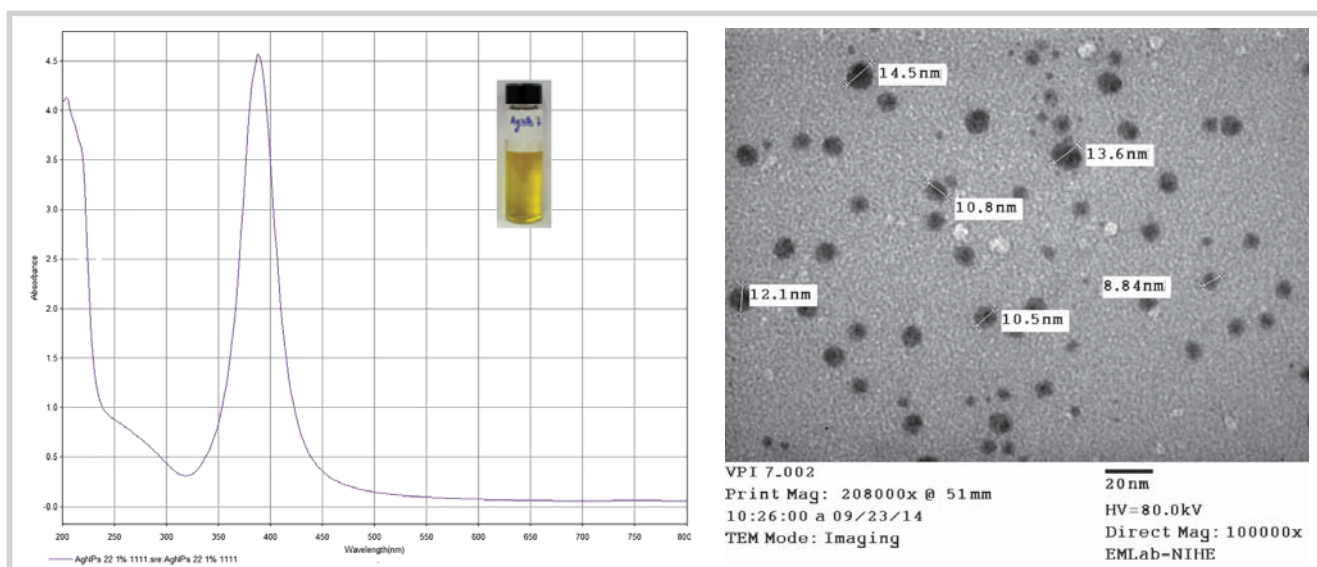 4.5
4.0
3.5
3.0
2.5
2.0
1.5
1.0
0.5
-0.0
Absorbance
200 250 300 350 400 450 500 550 600 650 700 750 800
Wavelength(nm)
AgNPs 22 1% 1111.sre:AgNPs 22 1% 1111
14.5nm
13.6nm
10.8nm
8.84nm
12.1nm
10.5nm
VPI 7.002
Print Mag: 208000x @ 51mm
10:26:00 a 09/23/14
TEM Mode: Imaging
20nm
HV=80.0kV
Direct Mag: 100000x
EMLab-NIHE